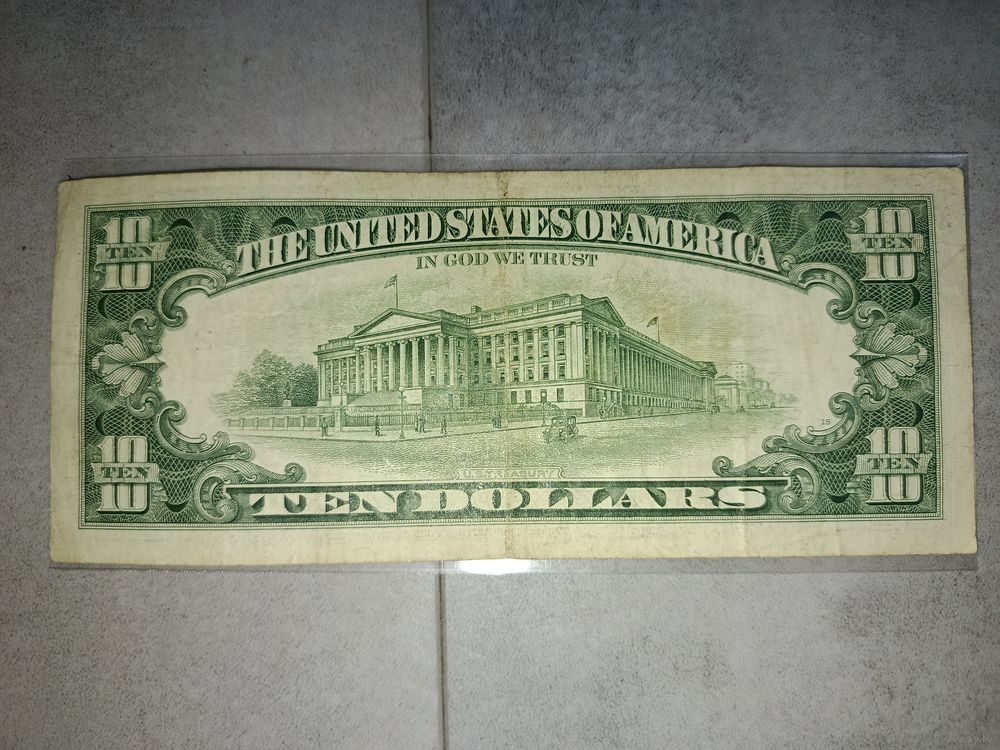 10 TEN 10
THE UNITED STATES OF AMERICA
10 TEN 10
IN GOD WE TRUST
10 TEN 10
TEN DOLLARS
10 TEN 10